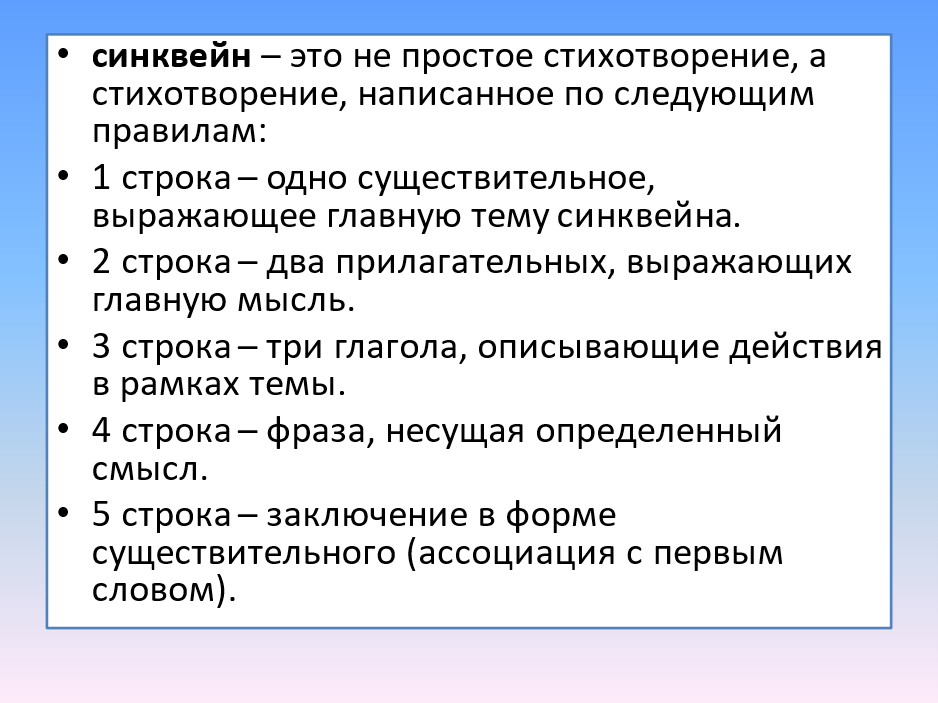 • синквейн – это не простое стихотворение, а
стихотворение, написанное по следующим
правилам:
• 1 строка – одно существительное,
выражающее главную тему синквейна.
• 2 строка – два прилагательных, выражающих
главную мысль.
• 3 строка – три глагола, описывающие действия
в рамках темы.
• 4 строка – фраза, несущая определенный
смысл.
• 5 строка – заключение в форме
существительного (ассоциация с первым
словом).